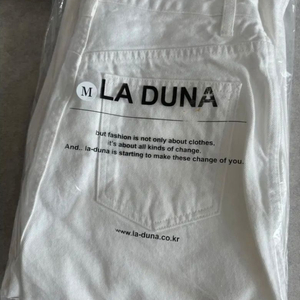 M LA DUNA
but fashion is not only about clothes.
it's about all kinds of change.
And.. la-duna is starting to make these change of you.
www.la-duna.co.kr